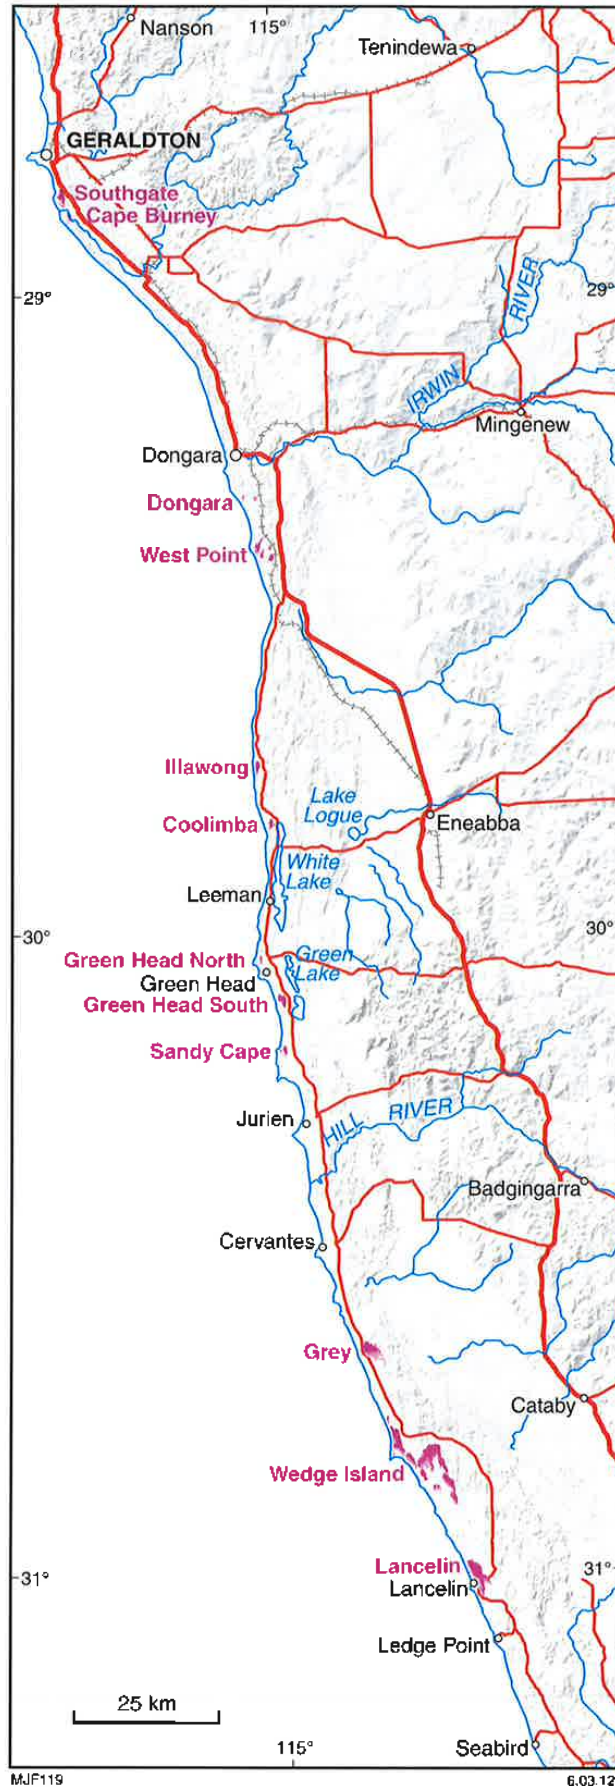 Nanson
115°
Tenindewa
GERALDTON
Southgate
Cape Burney
29°
29°
RIVER
IRWIN
Mingenew
Dongara
Dongara
West Point
Illawong
Lake
Logue
Coolimba
Eneabba
White
Lake
Leeman
30°
30°
Green Head North
Green
Lake
Green Head
Green Head South
Sandy Cape
HILL RIVER
Jurien
Badgingarra
Cervantes
Grey
Cataby
Wedge Island
Lancelin
31°
31°
Lancelin
Ledge Point
25 km
115°
Seabird
MJF119
6.03.12